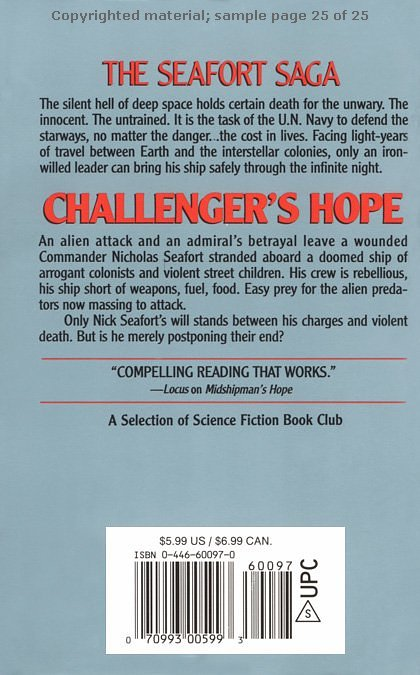 Copyrighted material; sample page 25 of 25
THE SEAFORT SAGA
The silent hell of deep space holds certain death for the unwary. The
innocent. The untrained. It is the task of the U.N. Navy to defend the
starways, no matter the danger...the cost in lives. Facing light-years
of travel between Earth and the interstellar colonies, only an iron-
willed leader can bring his ship safely through the infinite night.
CHALLENGER'S HOPE
An alien attack and an admiral's betrayal leave a wounded
Commander Nicholas Seafort stranded aboard a doomed ship of
arrogant colonists and violent street children. His crew is rebellious,
his ship short of weapons, fuel, food. Easy prey for the alien preda-
tors now massing to attack.
Only Nick Seafort's will stands between his charges and violent
death. But is he merely postponing their end?
"COMPELLING READING THAT WORKS."
—Locus on Midshipman's Hope
A Selection of Science Fiction Book Club
$5.99 US / $6.99 CAN.
ISBN 0-446-60097-0
60097
0 70993 00599 3
S UPC